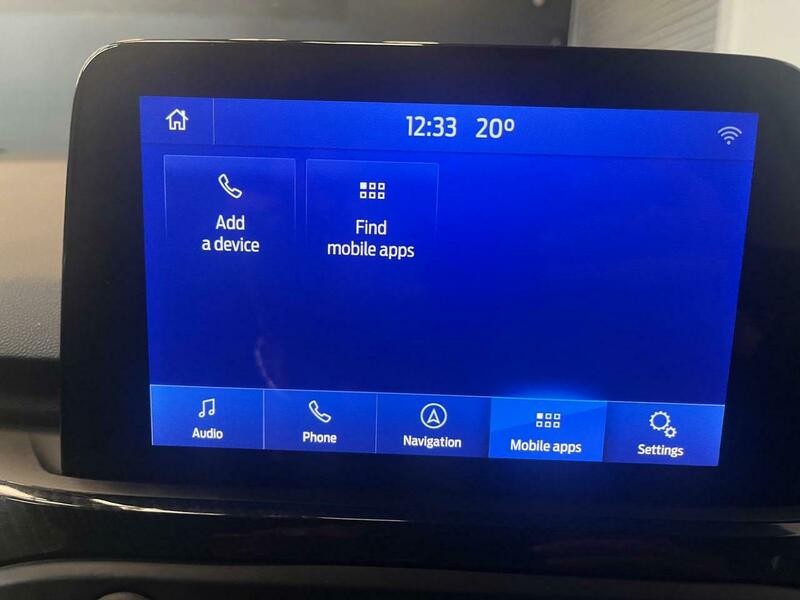 12:33 20º
Add
a device
Find
mobile apps
Audio
Phone
Navigation
Mobile apps
Settings